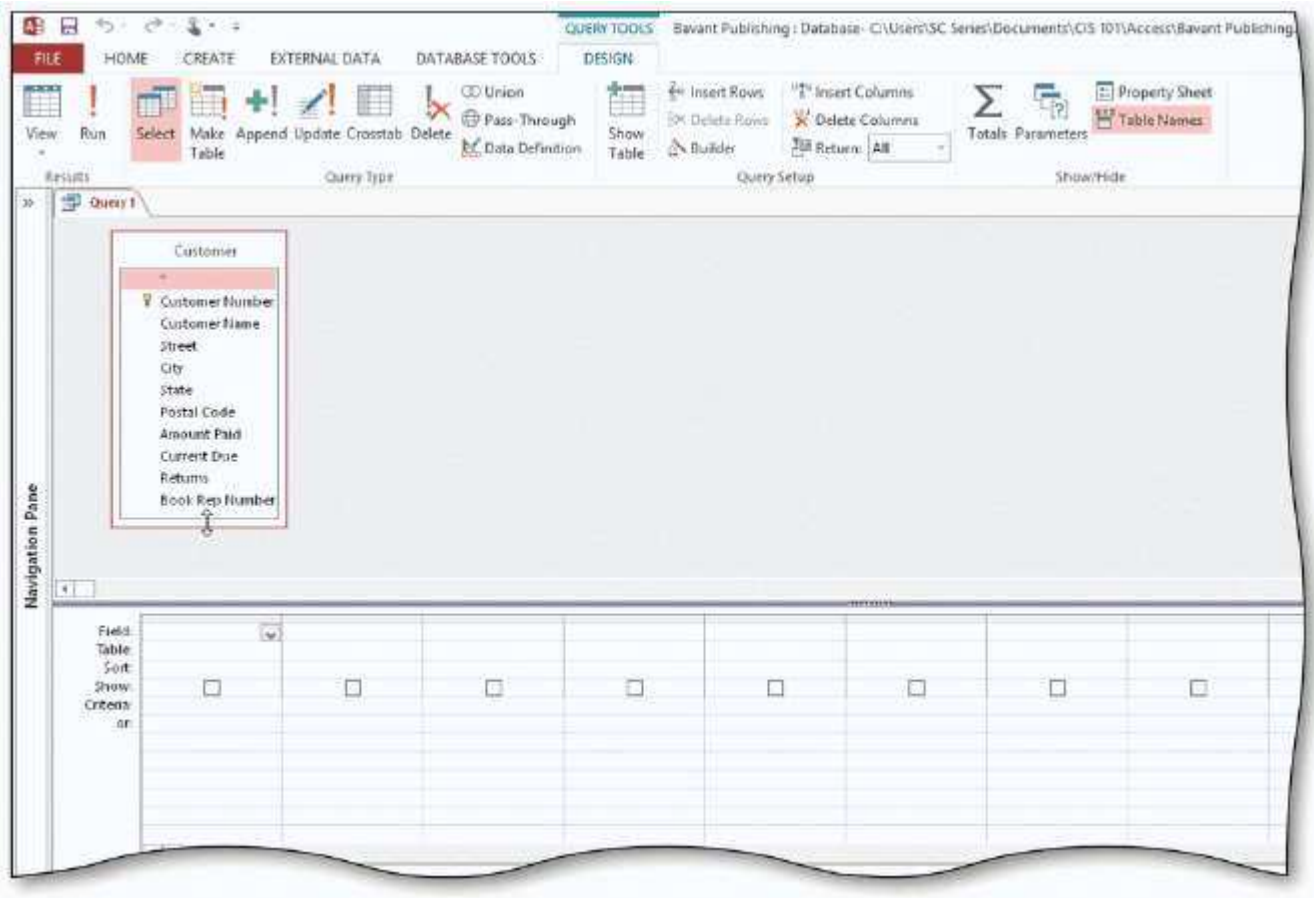 QUERY TOOLS Bavant Publishing : Database- C:\Users\SC Series\Documents\CIS 101\Access\Bavant Publishing.
FILE HOME CREATE EXTERNAL DATA DATABASE TOOLS DESIGN
View Run Select Make Table Append Update Crosstab Delete
Union
Pass-Through
Data Definition
Show Table
Insert Rows
Delete Rows
Builder
Insert Columns
Delete Columns
Return: All
Totals Parameters
Property Sheet
Table Names
Results Query Type Query Setup Show/Hide
»
Query1
Customer
*
Customer Number
Customer Name
Street
City
State
Postal Code
Amount Paid
Current Due
Returns
Book Rep Number
Navigation Pane
Field:
Table:
Sort:
Show:
Criteria:
or: